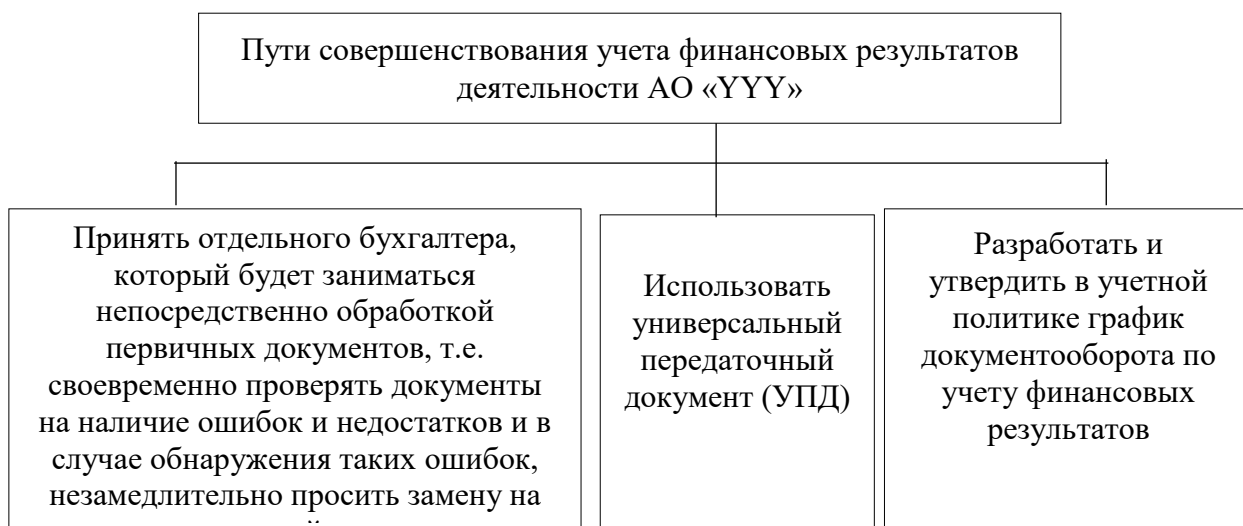 Пути совершенствования учета финансовых результатов
деятельности АО «YYY»
Принять отдельного бухгалтера,
который будет заниматься
непосредственно обработкой
первичных документов, т.е.
своевременно проверять документы
на наличие ошибок и недостатков и в
случае обнаружения таких ошибок,
незамедлительно просить замену на
Использовать
универсальный
передаточный
документ (УПД)
Разработать и
утвердить в учетной
политике график
документооборота по
учету финансовых
результатов